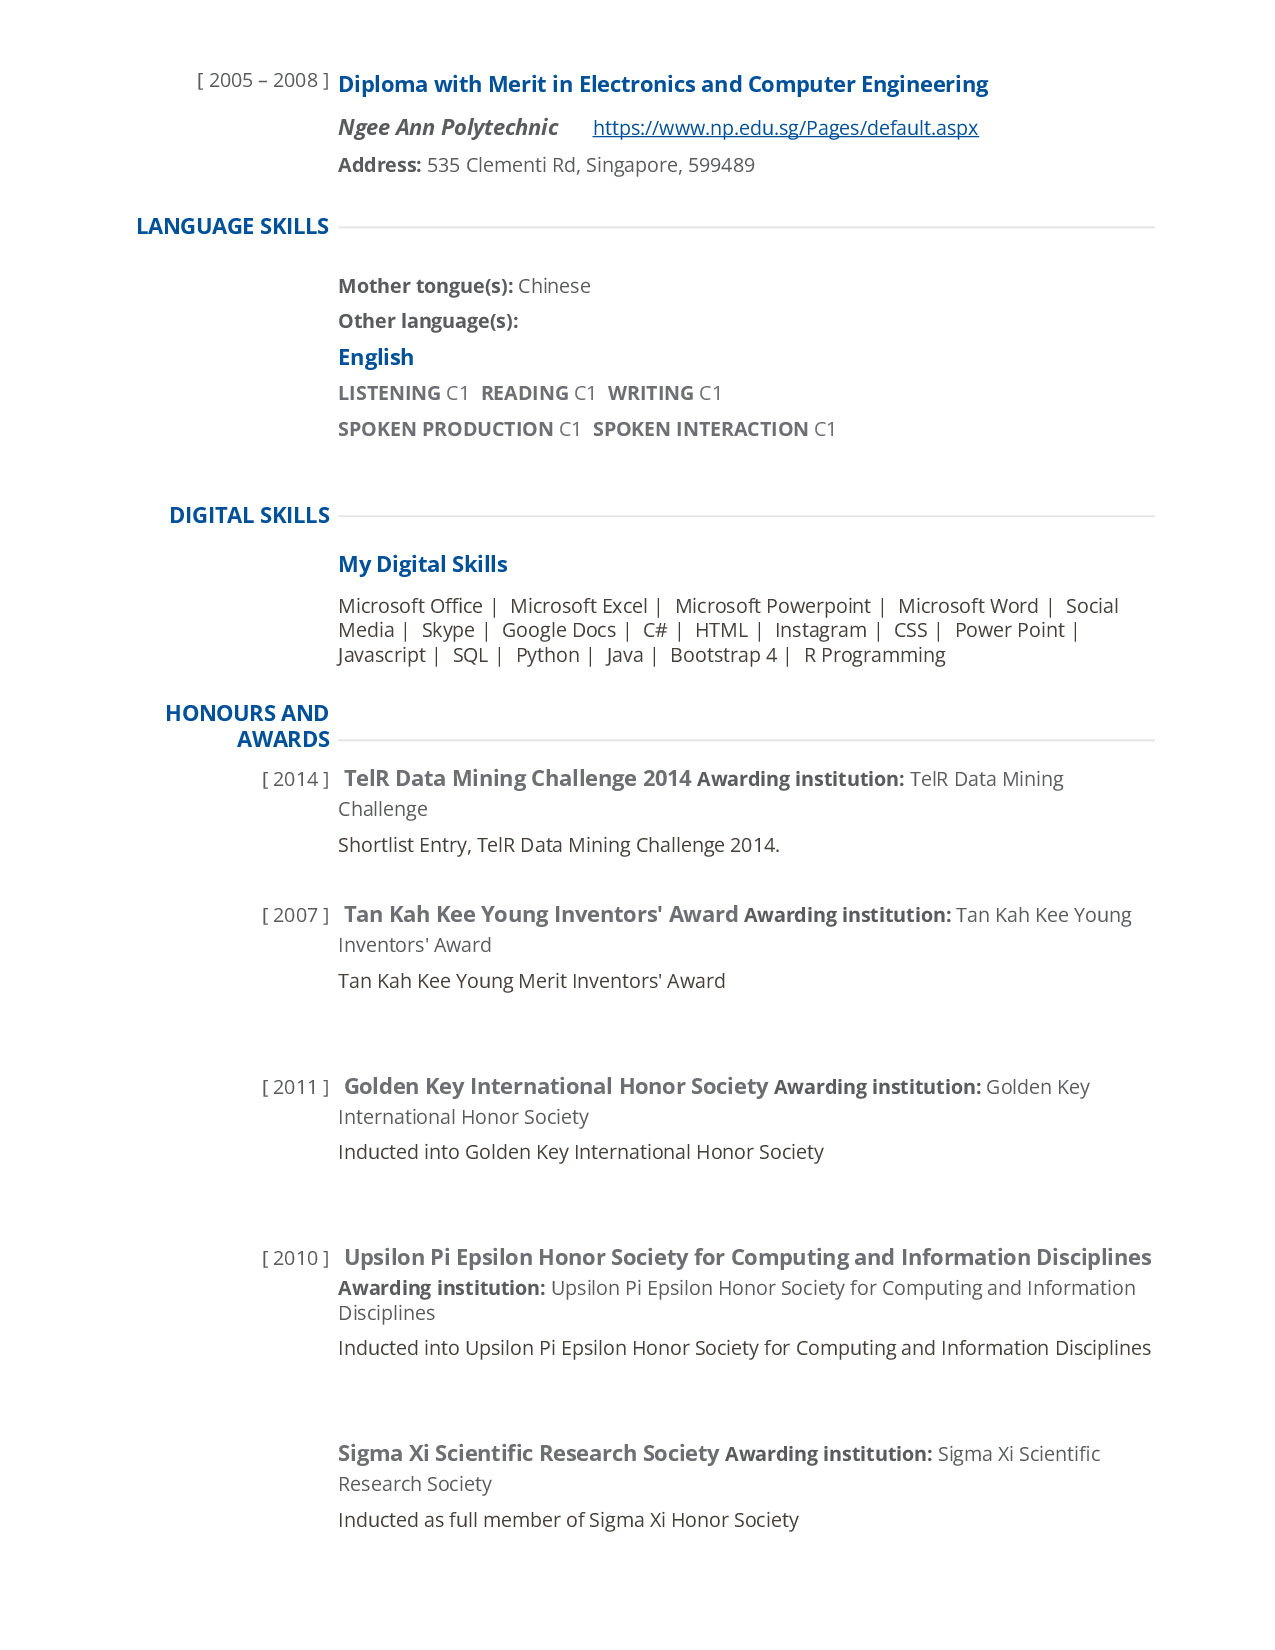 [ 2005 – 2008 ] Diploma with Merit in Electronics and Computer Engineering
Ngee Ann Polytechnic https://www.np.edu.sg/Pages/default.aspx
Address: 535 Clementi Rd, Singapore, 599489
LANGUAGE SKILLS
Mother tongue(s): Chinese
Other language(s):
English
LISTENING C1 READING C1 WRITING C1
SPOKEN PRODUCTION C1 SPOKEN INTERACTION C1
DIGITAL SKILLS
My Digital Skills
Microsoft Office | Microsoft Excel | Microsoft Powerpoint | Microsoft Word | Social
Media | Skype | Google Docs | C# | HTML | Instagram | CSS | Power Point |
Javascript | SQL | Python | Java | Bootstrap 4 | R Programming
HONOURS AND
AWARDS
[ 2014 ] TelR Data Mining Challenge 2014 Awarding institution: TelR Data Mining
Challenge
Shortlist Entry, TelR Data Mining Challenge 2014.
[ 2007 ] Tan Kah Kee Young Inventors' Award Awarding institution: Tan Kah Kee Young
Inventors' Award
Tan Kah Kee Young Merit Inventors' Award
[ 2011 ] Golden Key International Honor Society Awarding institution: Golden Key
International Honor Society
Inducted into Golden Key International Honor Society
[ 2010 ] Upsilon Pi Epsilon Honor Society for Computing and Information Disciplines
Awarding institution: Upsilon Pi Epsilon Honor Society for Computing and Information
Disciplines
Inducted into Upsilon Pi Epsilon Honor Society for Computing and Information Disciplines
Sigma Xi Scientific Research Society Awarding institution: Sigma Xi Scientific
Research Society
Inducted as full member of Sigma Xi Honor Society